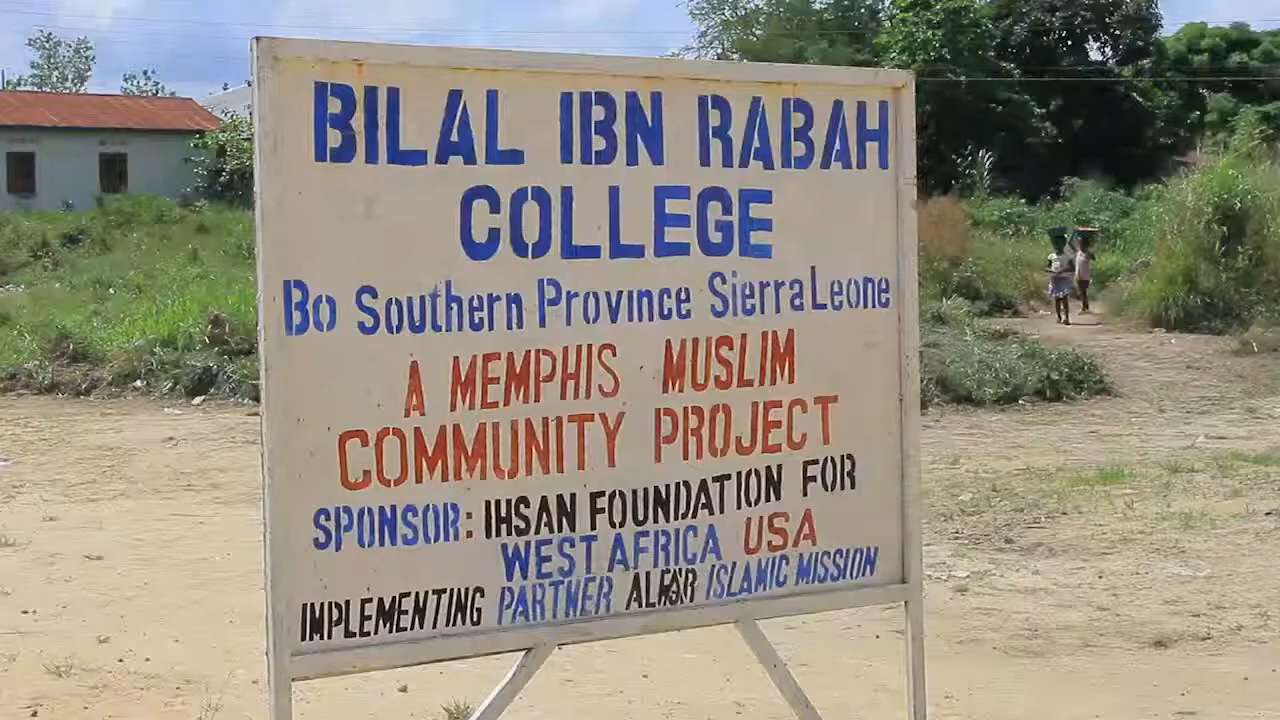 BILAL IBN RABAH
COLLEGE
Bo Southern Province Sierra Leone
A MEMPHIS MUSLIM
COMMUNITY PROJECT
SPONSOR: IHSAN FOUNDATION FOR
WEST AFRICA USA
IMPLEMENTING PARTNER ISLAMIC MISSION